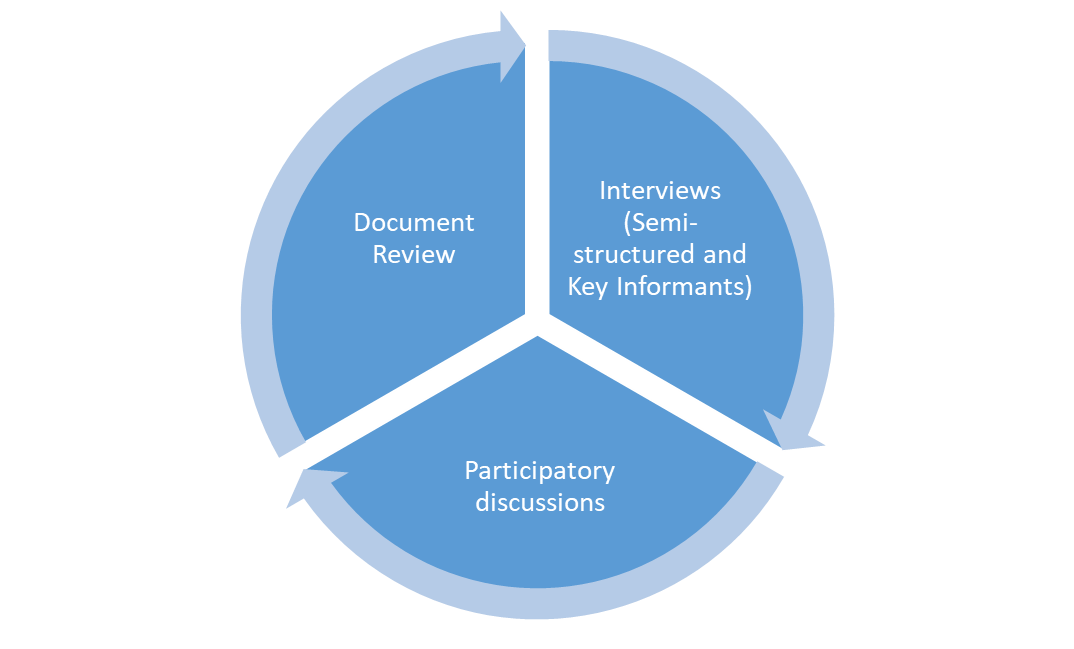 Document
Review
Interviews
(Semi-
structured and
Key Informants)
Participatory
discussions